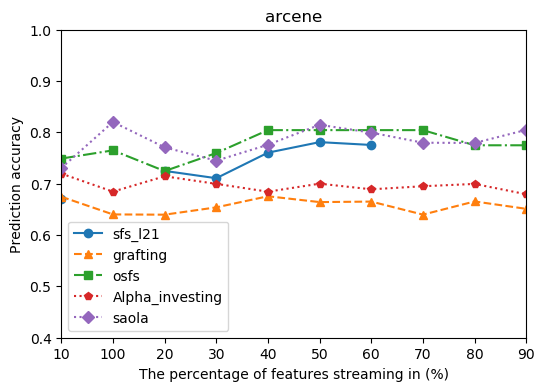 arcene
Prediction accuracy
1.0
0.9
0.8
0.7
0.6
0.5
0.4
sfs_l21
grafting
osfs
Alpha_investing
saola
10 100 20 30 40 50 60 70 80 90
The percentage of features streaming in (%)